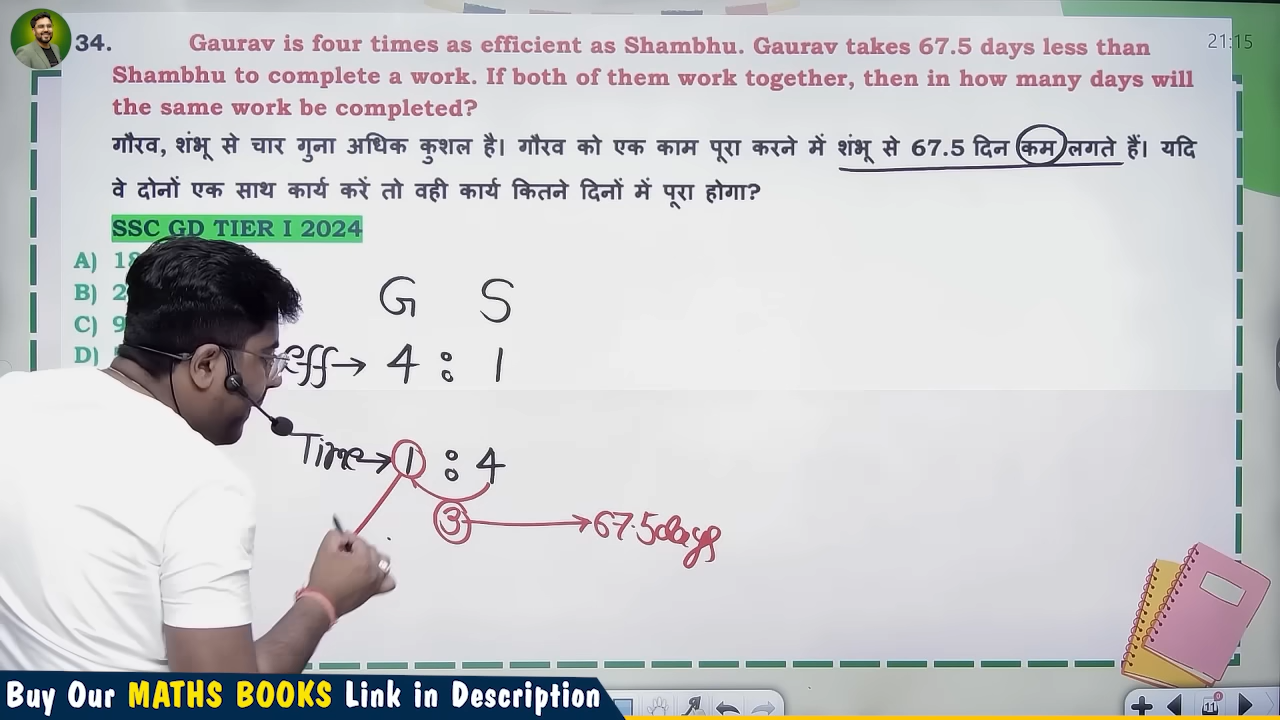 34. Gaurav is four times as efficient as Shambhu. Gaurav takes 67.5 days less than
21:15
Shambhu to complete a work. If both of them work together, then in how many days will
the same work be completed?
गौरव, शंभू से चार गुना अधिक कुशल है। गौरव को एक काम पूरा करने में शंभू से 67.5 दिन कम लगते हैं। यदि
वे दोनों एक साथ कार्य करें तो वही कार्य कितने दिनों में पूरा होगा?
SSC GD TIER I 2024
A)
B)
C)
D)
G S
eff→ 4 : 1
Time→ 1 : 4
3 → 67.5days
Buy Our MATHS BOOKS Link in Description
11